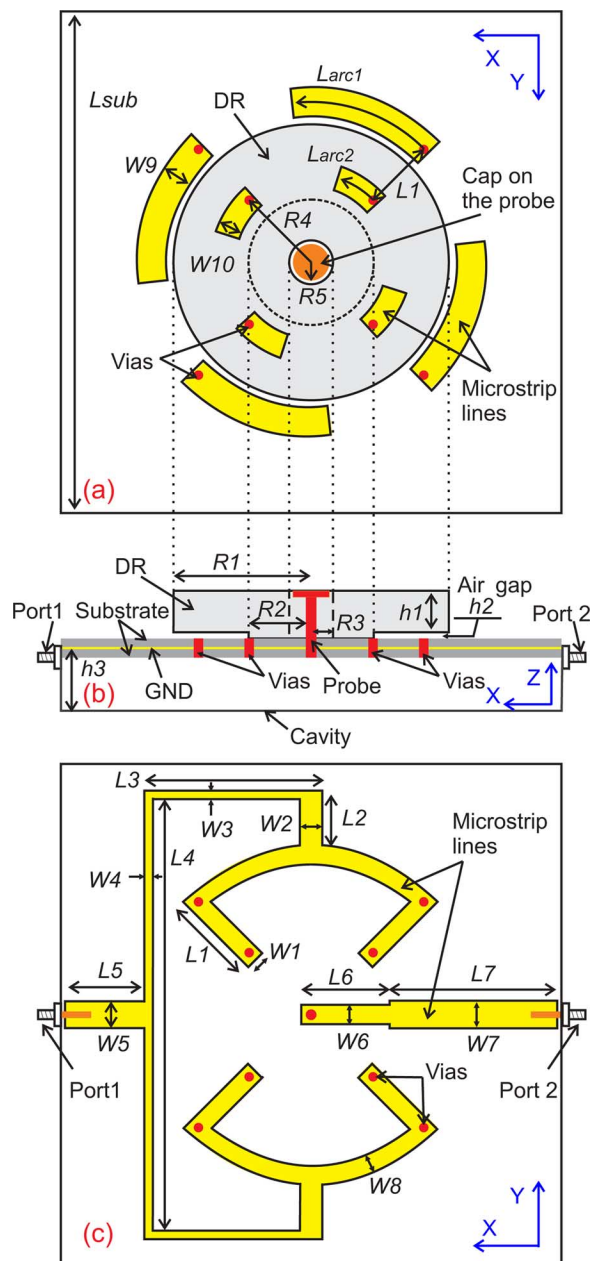 Lsub
DR
Larc1
X
Y
W9
Larc2
L1
Cap on
the probe
R4
W10
R5
Vias
Microstrip
lines
(a)
R1
DR
Air gap
Port1
Substrate
R2
R3
h1
h2
Port 2
h3
GND
Vias
Probe
Vias
Z
X
(b)
Cavity
L3
W3
W2
L2
Microstrip
lines
L4
W4
L1
W1
L5
L6
L7
W5
W6
W7
Port1
Vias
Port 2
W8
Y
X
(c)